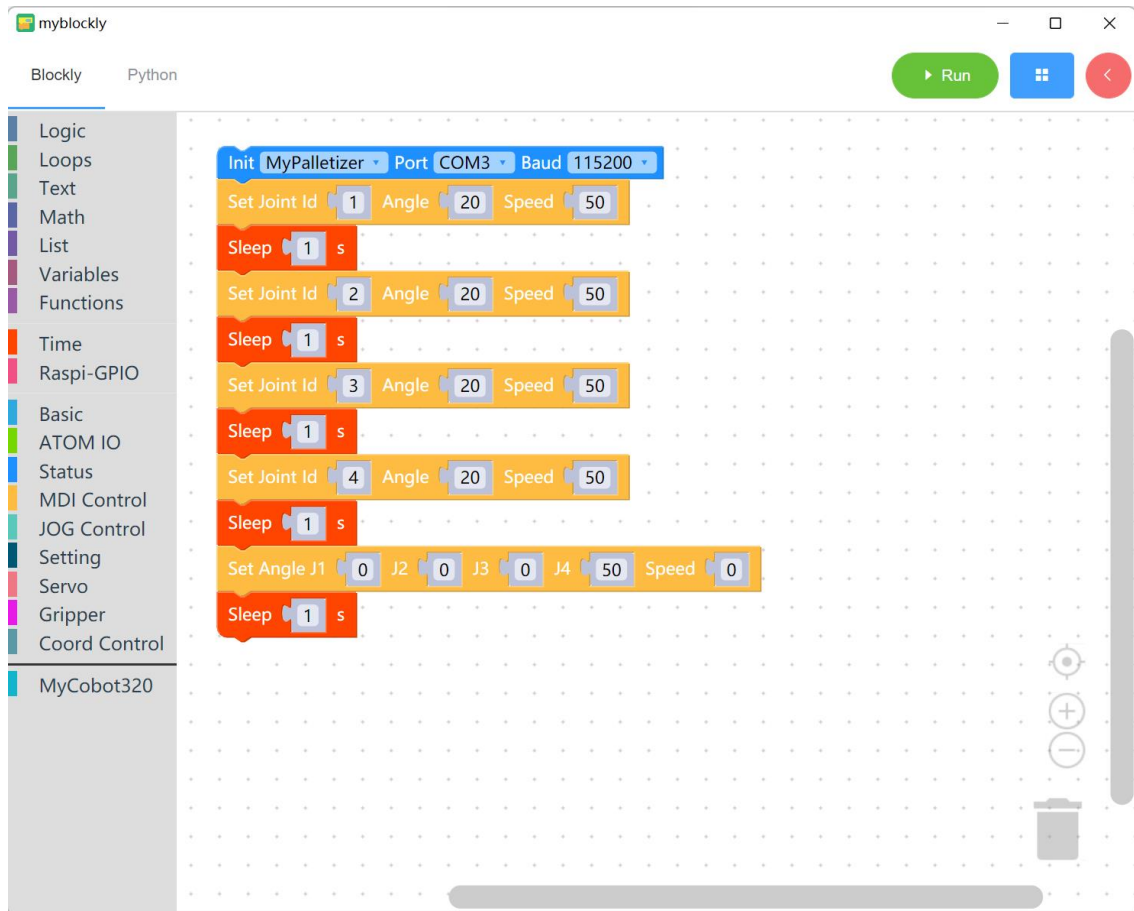 myblockly
Blockly Python
Run
Logic
Loops
Text
Math
List
Variables
Functions
Time
Raspi-GPIO
Basic
ATOM IO
Status
MDI Control
JOG Control
Setting
Servo
Gripper
Coord Control
MyCobot320
Init MyPalletizer Port COM3 Baud 115200
Set Joint Id 1 Angle 20 Speed 50
Sleep 1 s
Set Joint Id 2 Angle 20 Speed 50
Sleep 1 s
Set Joint Id 3 Angle 20 Speed 50
Sleep 1 s
Set Joint Id 4 Angle 20 Speed 50
Sleep 1 s
Set Angle J1 0 J2 0 J3 0 J4 50 Speed 0
Sleep 1 s